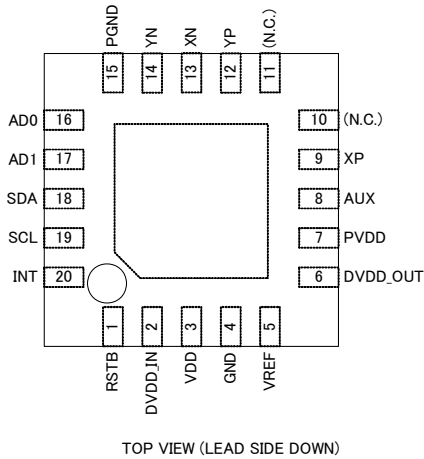 PGND YN XN YP (N.C.)
15 14 13 12 11
AD0 16 10 (N.C.)
AD1 17 9 XP
SDA 18 8 AUX
SCL 19 7 PVDD
INT 20 6 DVDD_OUT
1 2 3 4 5
RSTB DVDD_IN VDD GND VREF
TOP VIEW (LEAD SIDE DOWN)